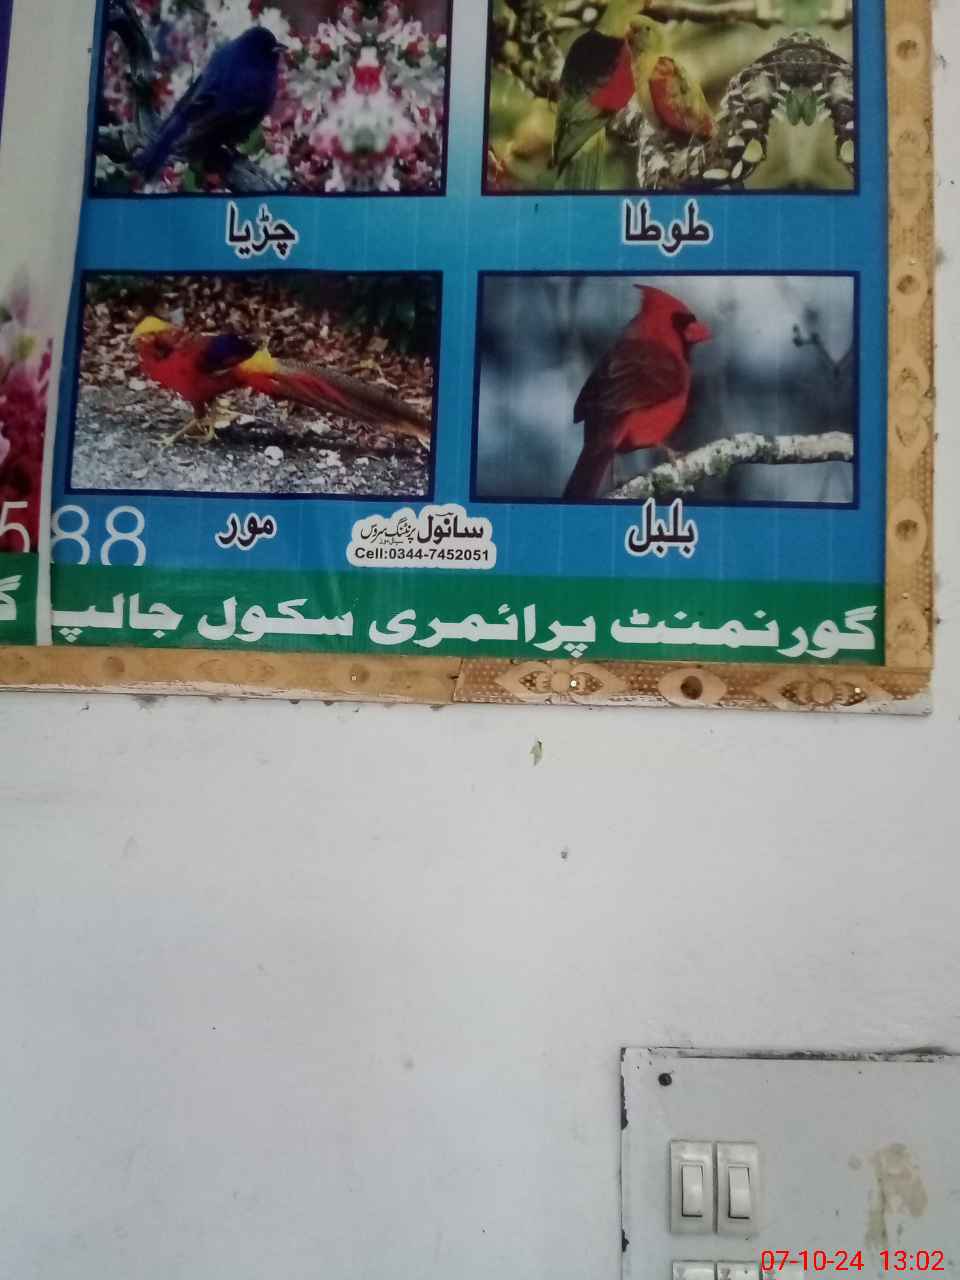 طوطا
چڑیا
بلبل
مور
سانول پرنٹنگ سروس
Cell:0344-7452051
588
گورنمنٹ پرائمری سکول جالپ
07-10-24 13:02